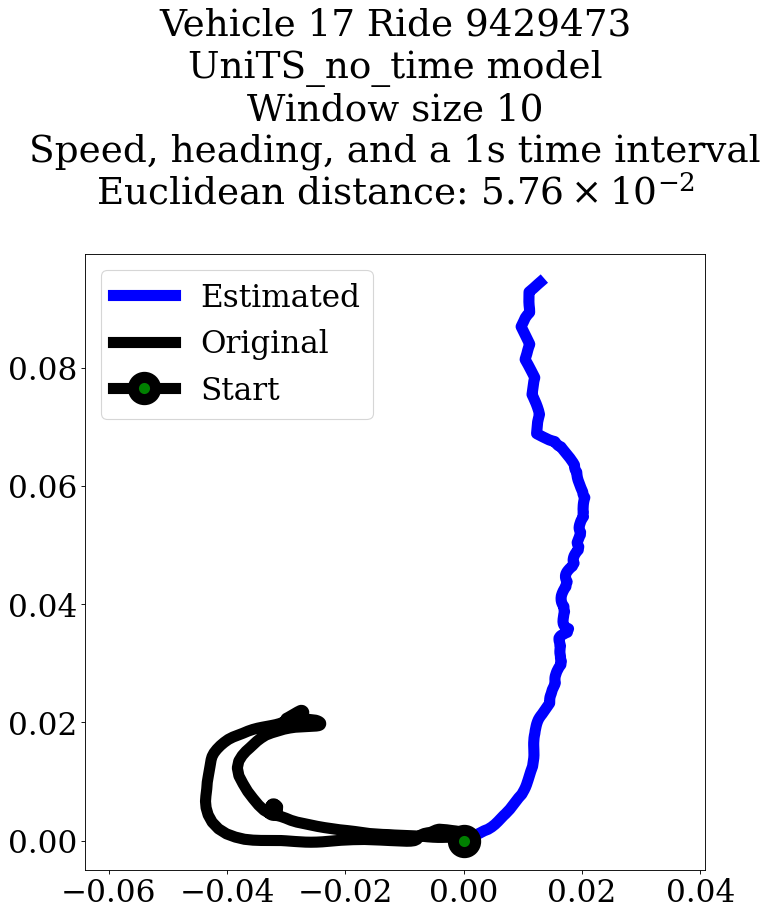 Vehicle 17 Ride 9429473
UniTS_no_time model
Window size 10
Speed, heading, and a 1s time interval
Euclidean distance: 5.76 × 10⁻²
Estimated
Original
Start
0.08
0.06
0.04
0.02
0.00
−0.06 −0.04 −0.02 0.00 0.02 0.04